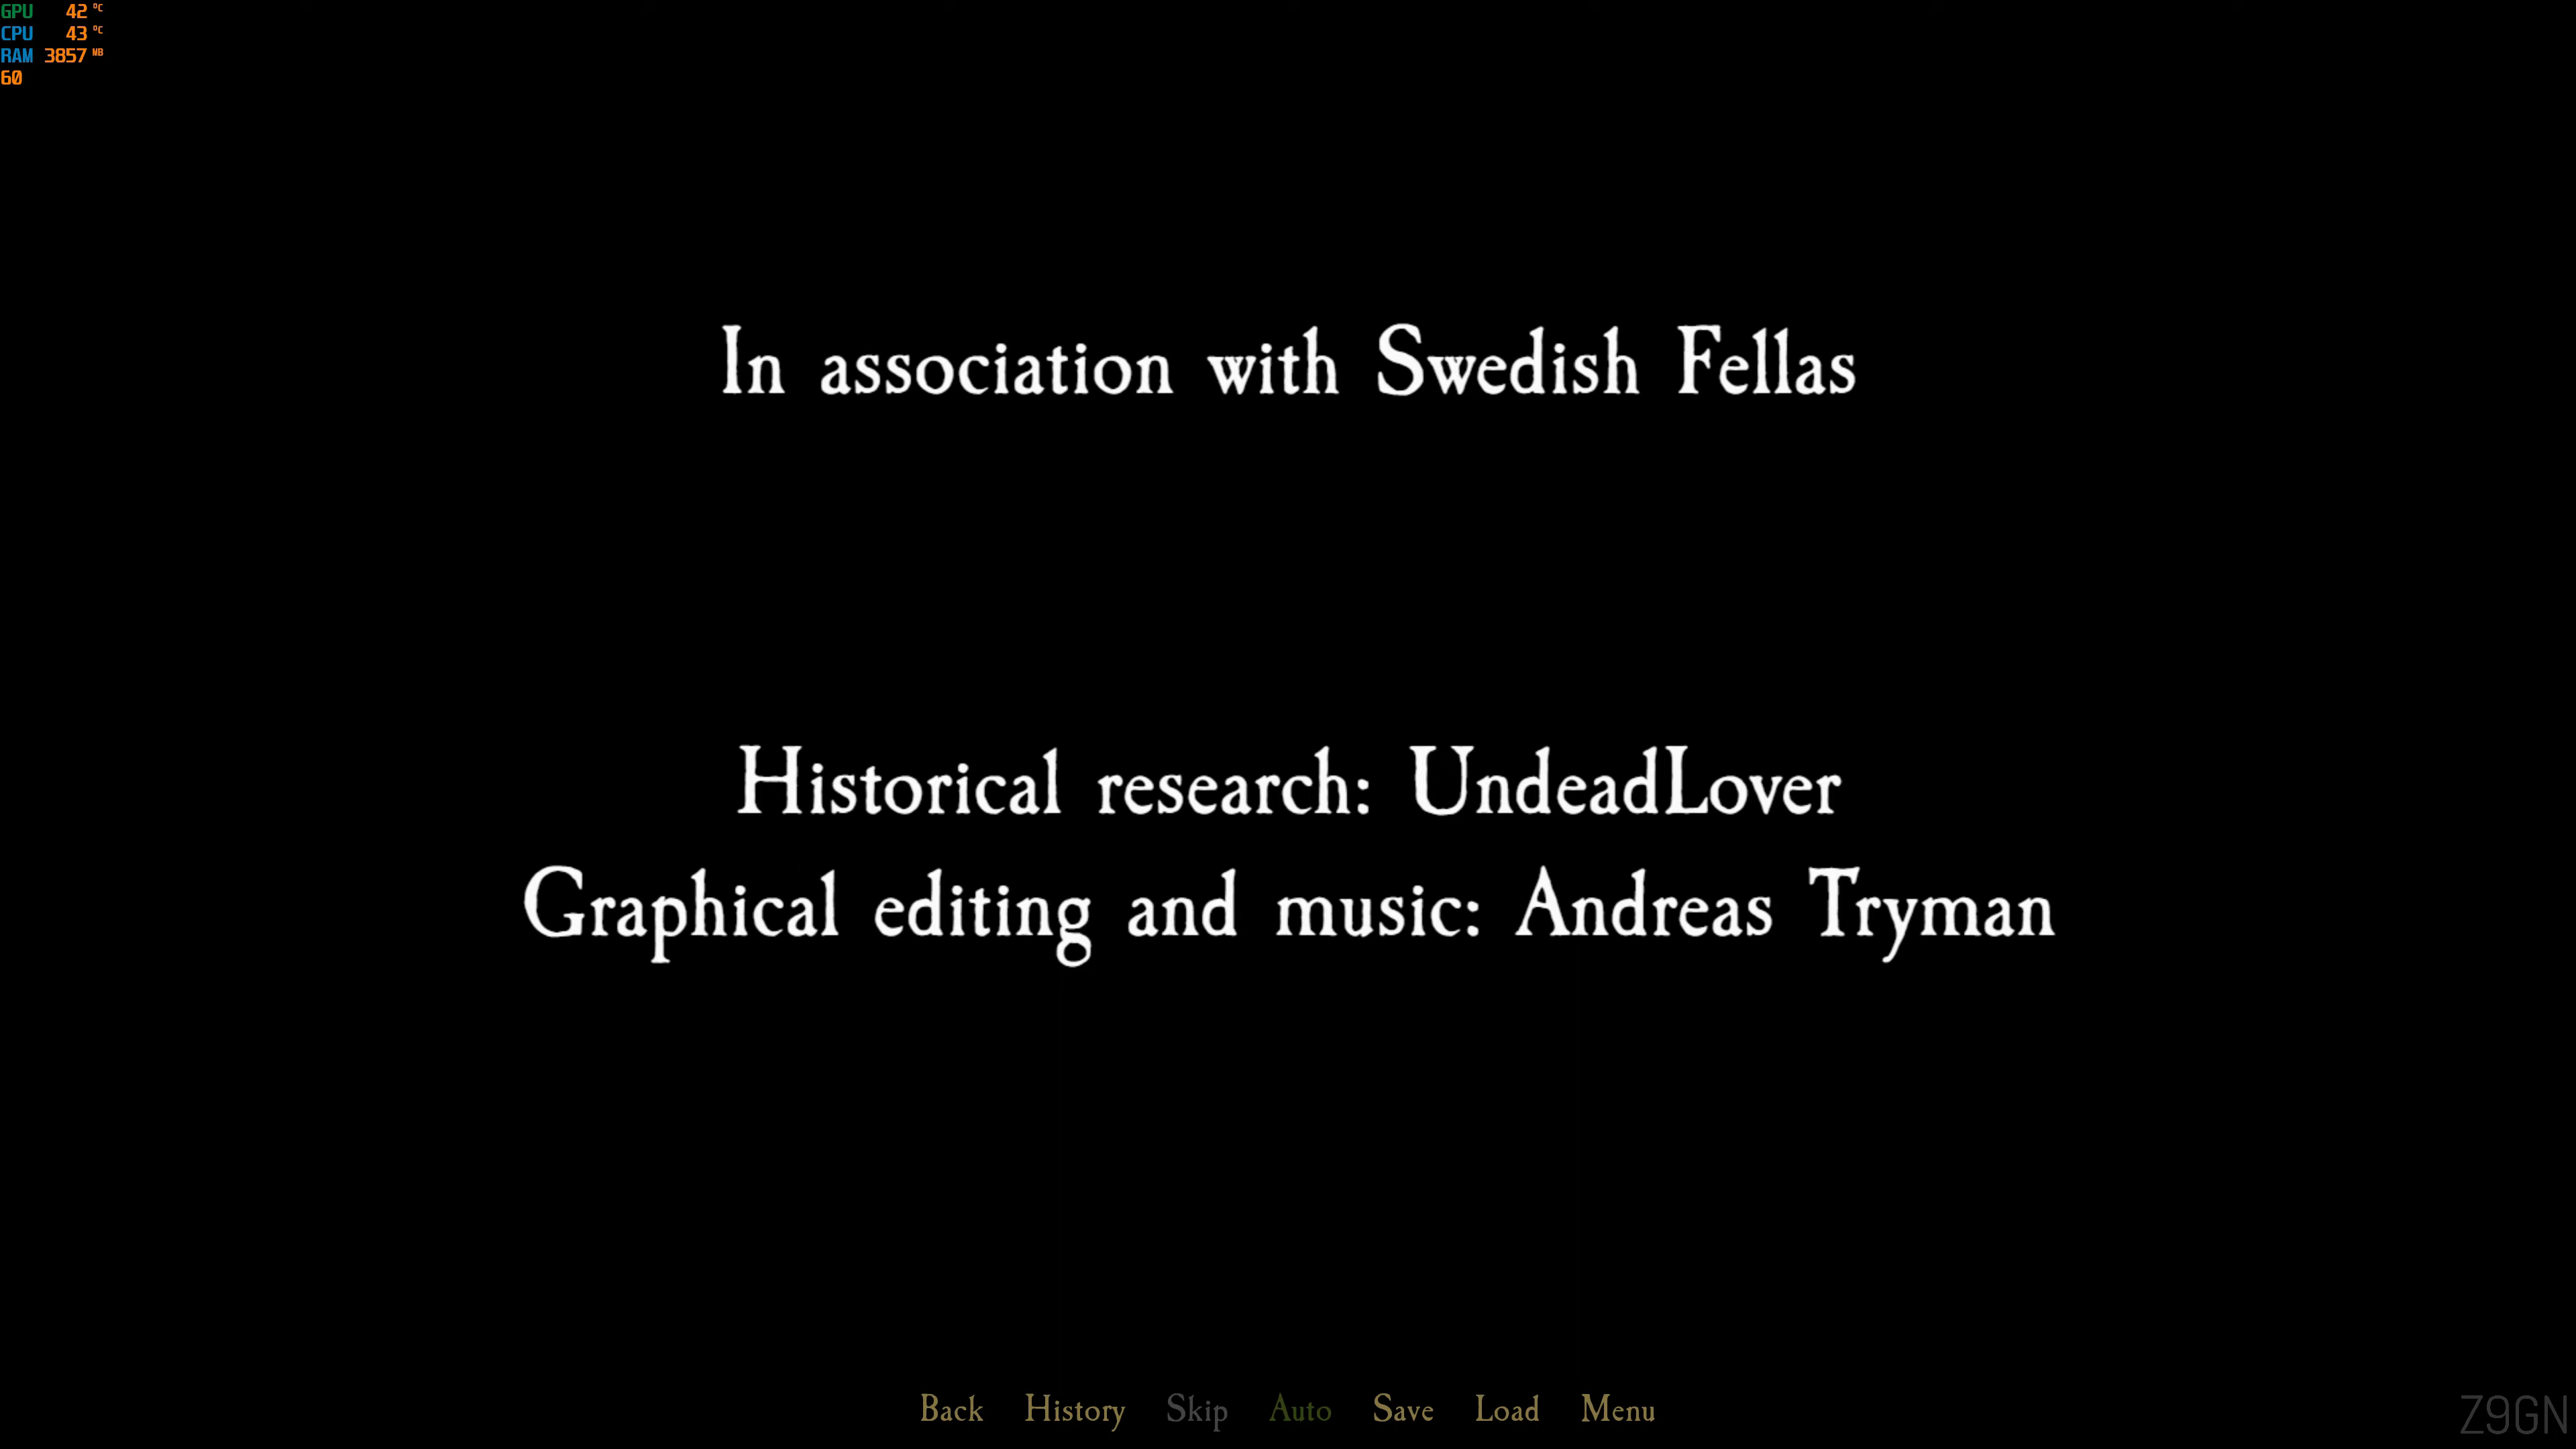 GPU 42 °C
CPU 43 °C
RAM 3857 MB
60
In association with Swedish Fellas
Historical research: UndeadLover
Graphical editing and music: Andreas Tryman
Back History Skip Auto Save Load Menu
Z9GN